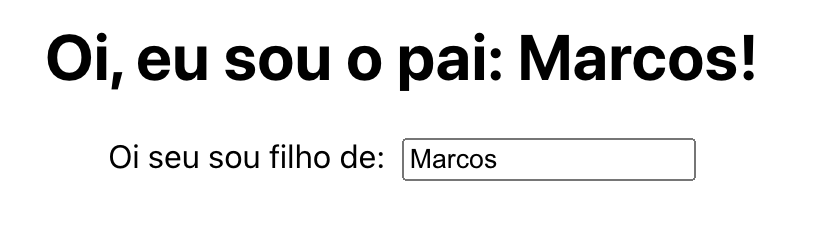 Oi, eu sou o pai: Marcos!
Oi seu sou filho de: Marcos